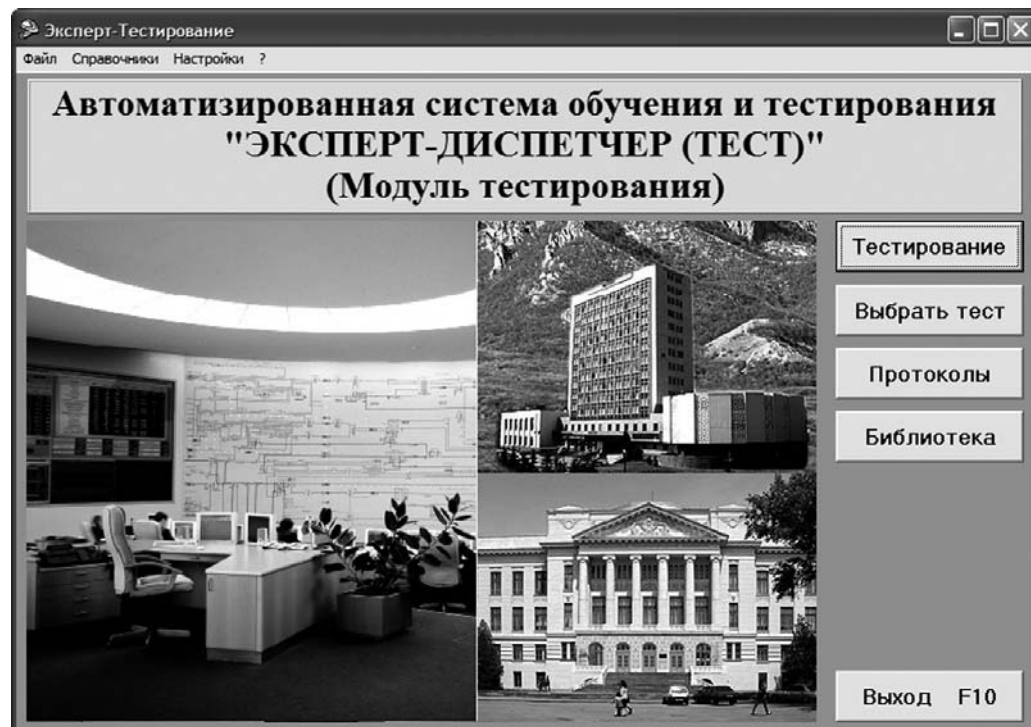 Эксперт-Тестирование
Файл Справочники Настройки ?
Автоматизированная система обучения и тестирования
"ЭКСПЕРТ-ДИСПЕТЧЕР (ТЕСТ)"
(Модуль тестирования)
Тестирование
Выбрать тест
Протоколы
Библиотека
Выход F10